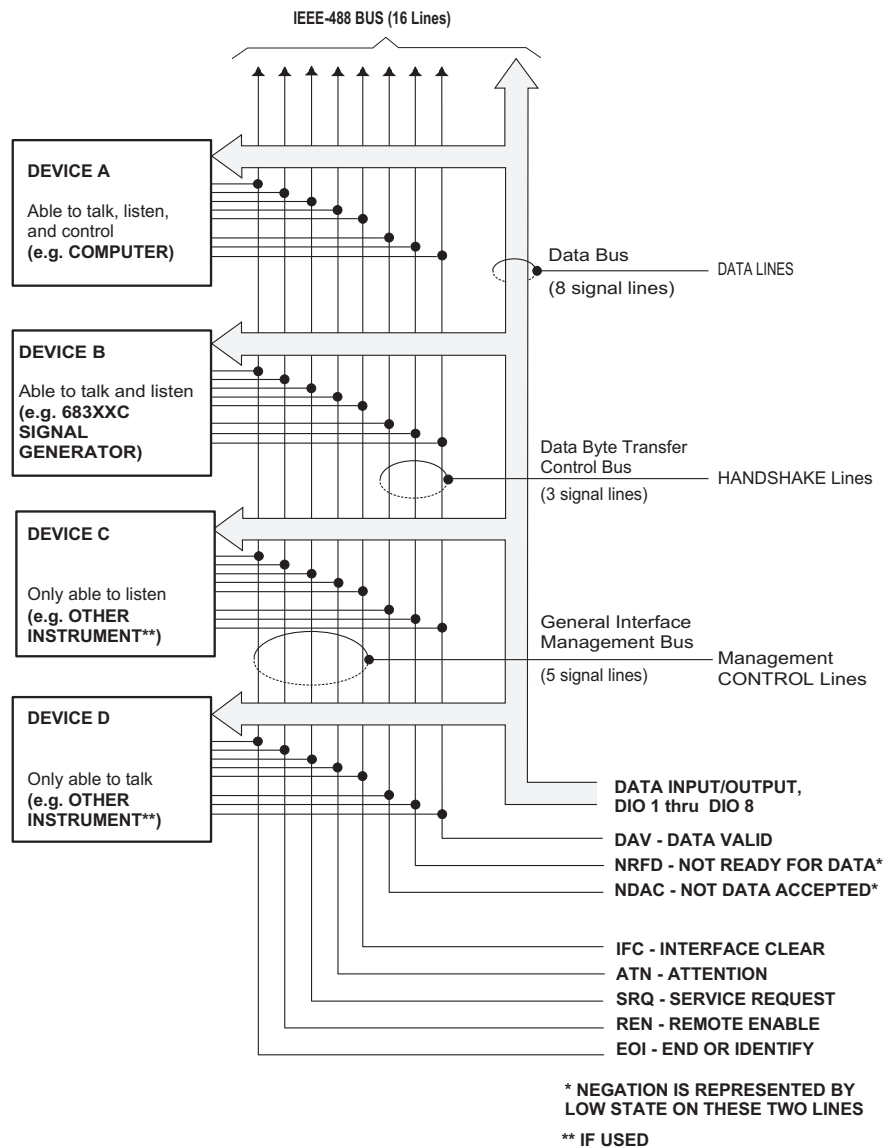 IEEE-488 BUS (16 Lines)
DEVICE A
Able to talk, listen,
and control
(e.g. COMPUTER)
Data Bus
(8 signal lines)
DATA LINES
DEVICE B
Able to talk and listen
(e.g. 683XXC
SIGNAL
GENERATOR)
Data Byte Transfer
Control Bus
(3 signal lines)
HANDSHAKE Lines
DEVICE C
Only able to listen
(e.g. OTHER
INSTRUMENT**)
General Interface
Management Bus
(5 signal lines)
Management
CONTROL Lines
DEVICE D
Only able to talk
(e.g. OTHER
INSTRUMENT**)
DATA INPUT/OUTPUT,
DIO 1 thru DIO 8
DAV - DATA VALID
NRFD - NOT READY FOR DATA*
NDAC - NOT DATA ACCEPTED*
IFC - INTERFACE CLEAR
ATN - ATTENTION
SRQ - SERVICE REQUEST
REN - REMOTE ENABLE
EOI - END OR IDENTIFY
* NEGATION IS REPRESENTED BY
LOW STATE ON THESE TWO LINES
** IF USED